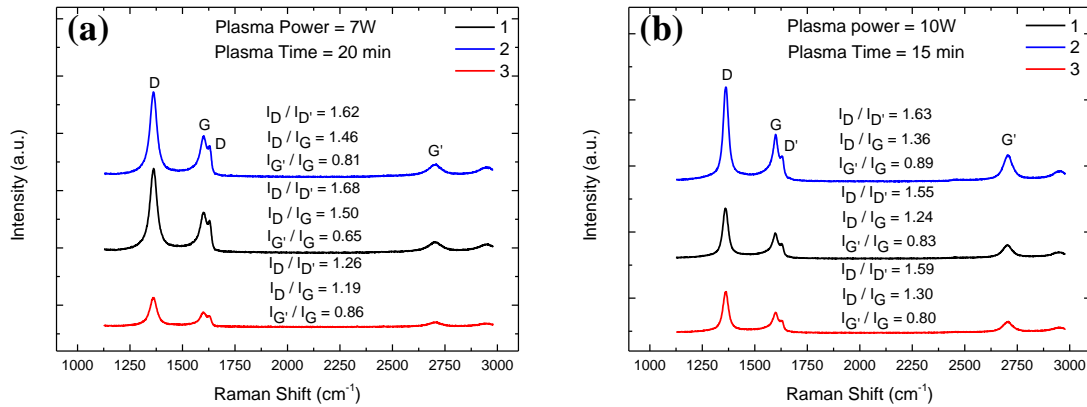 (a)
Plasma Power = 7W
Plasma Time = 20 min
1
2
3
D
G
D
G'
I_D / I_D' = 1.62
I_D / I_G = 1.46
I_G' / I_G = 0.81
I_D / I_D' = 1.68
I_D / I_G = 1.50
I_G' / I_G = 0.65
I_D / I_D' = 1.26
I_D / I_G = 1.19
I_G' / I_G = 0.86
Intensity (a.u.)
1000 1250 1500 1750 2000 2250 2500 2750 3000
Raman Shift (cm⁻¹)
(b)
Plasma power = 10W
Plasma Time = 15 min
1
2
3
D
G
D'
G'
I_D / I_D' = 1.63
I_D / I_G = 1.36
I_G' / I_G = 0.89
I_D / I_D' = 1.55
I_D / I_G = 1.24
I_G' / I_G = 0.83
I_D / I_D' = 1.59
I_D / I_G = 1.30
I_G' / I_G = 0.80
Intensity (a.u.)
1000 1250 1500 1750 2000 2250 2500 2750 3000
Raman Shift (cm⁻¹)